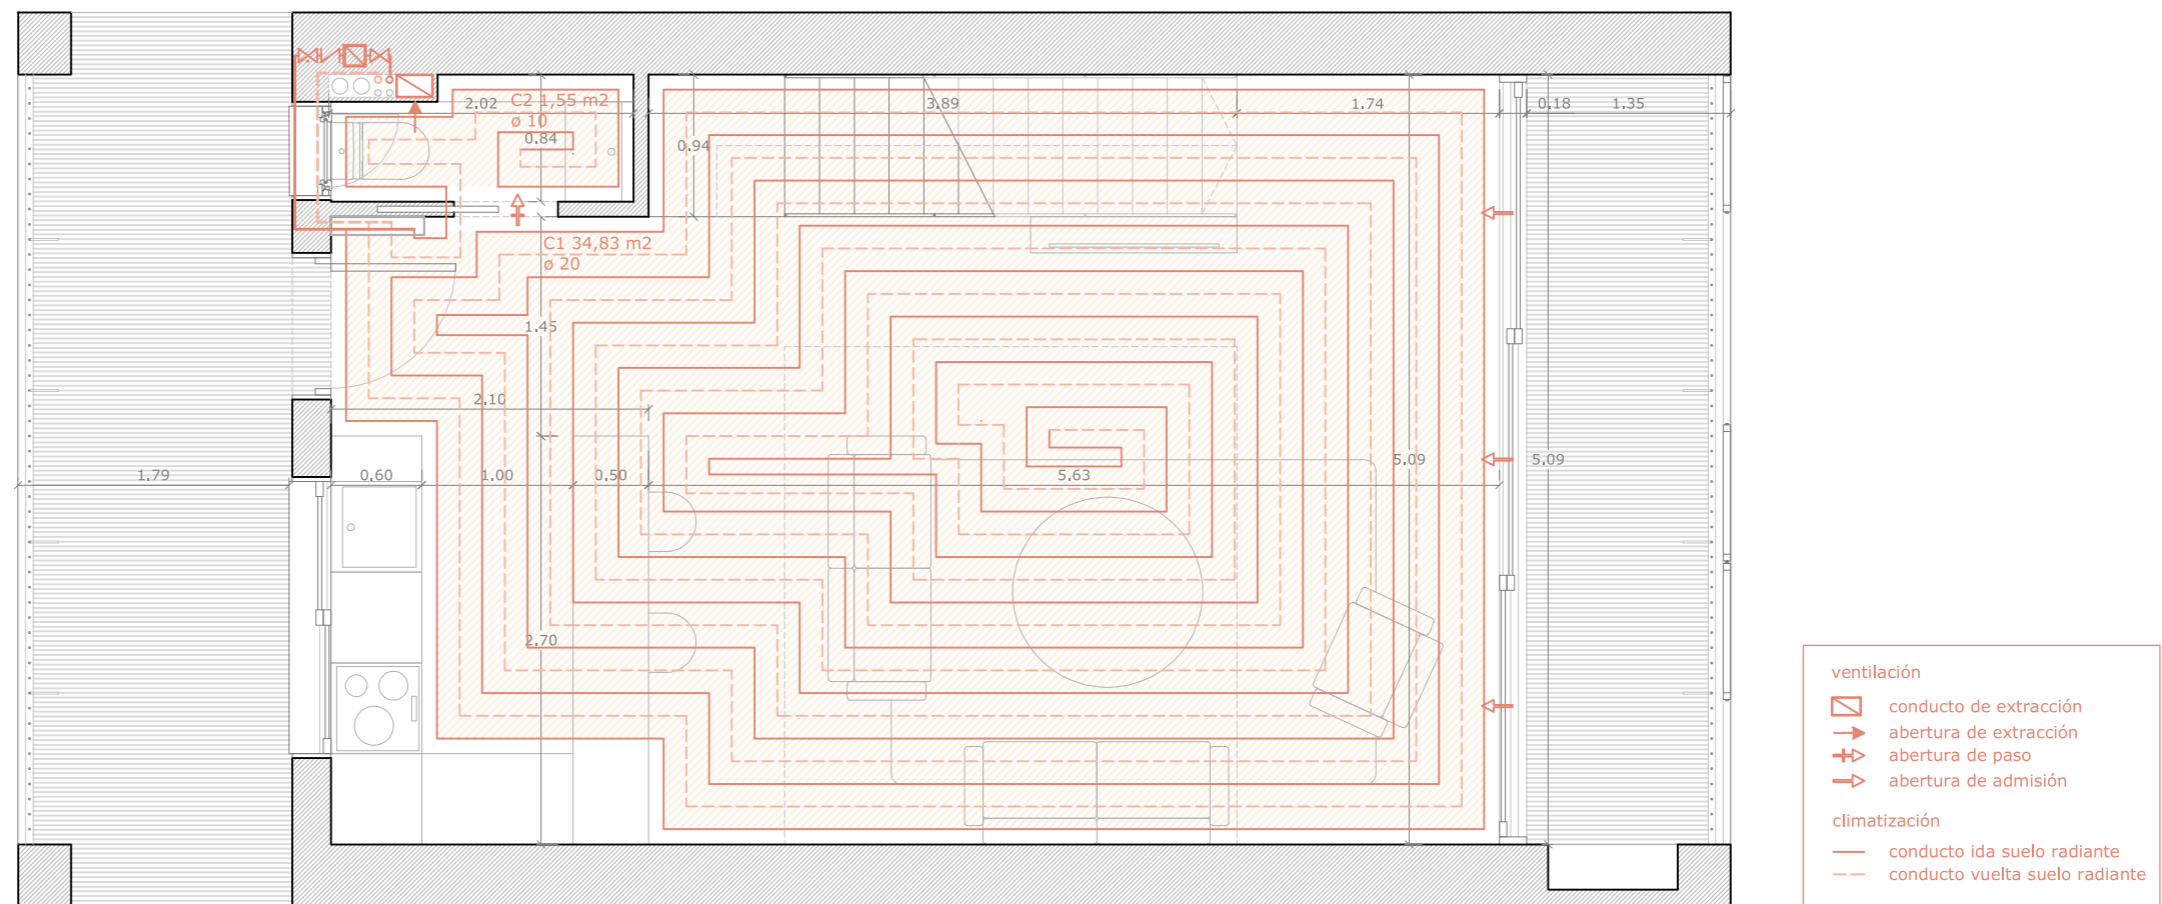 2.02
C2 1,55 m2
ø 10
0.84
3.89
1.74
0.18
1.35
0.94
C1 34,83 m2
ø 20
1.45
2.10
1.79
0.60
1.00
0.50
5.63
5.09
5.09
2.70
ventilación
conducto de extracción
abertura de extracción
abertura de paso
abertura de admisión
climatización
conducto ida suelo radiante
conducto vuelta suelo radiante